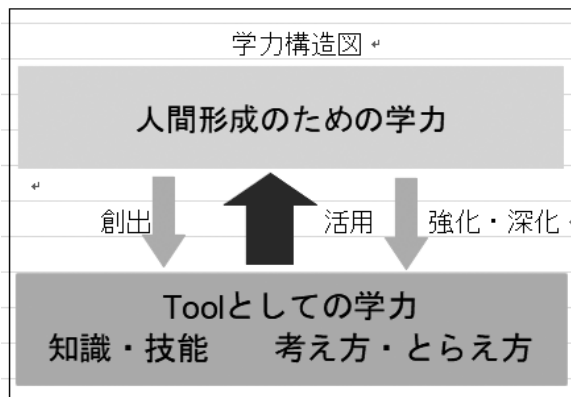 学力構造図
人間形成のための学力
創出 活用 強化・深化
Toolとしての学力
知識・技能 考え方・とらえ方